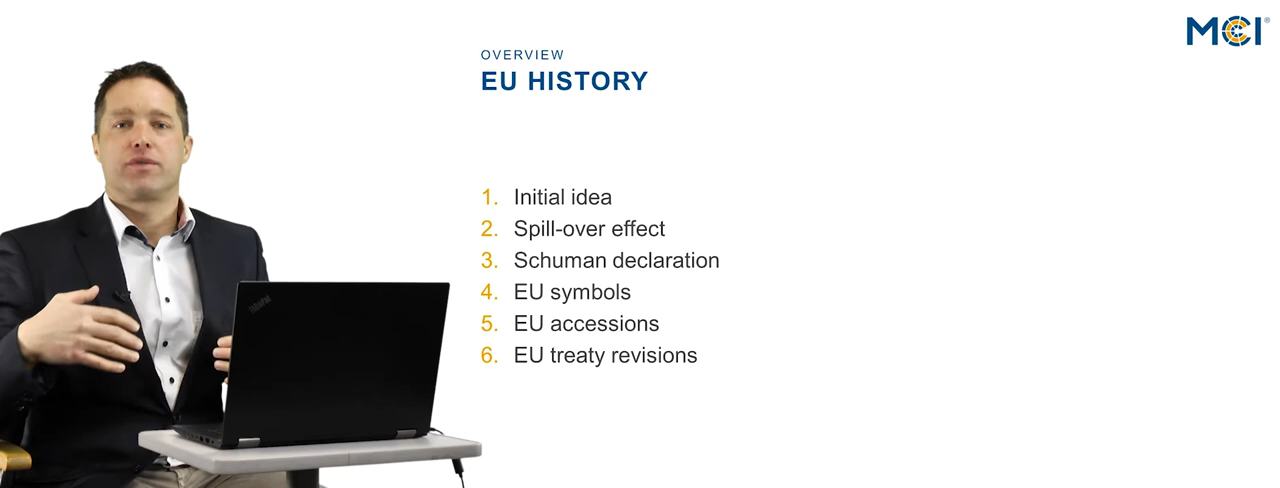 MCI®
OVERVIEW
EU HISTORY
1. Initial idea
2. Spill-over effect
3. Schuman declaration
4. EU symbols
5. EU accessions
6. EU treaty revisions
ThinkPad